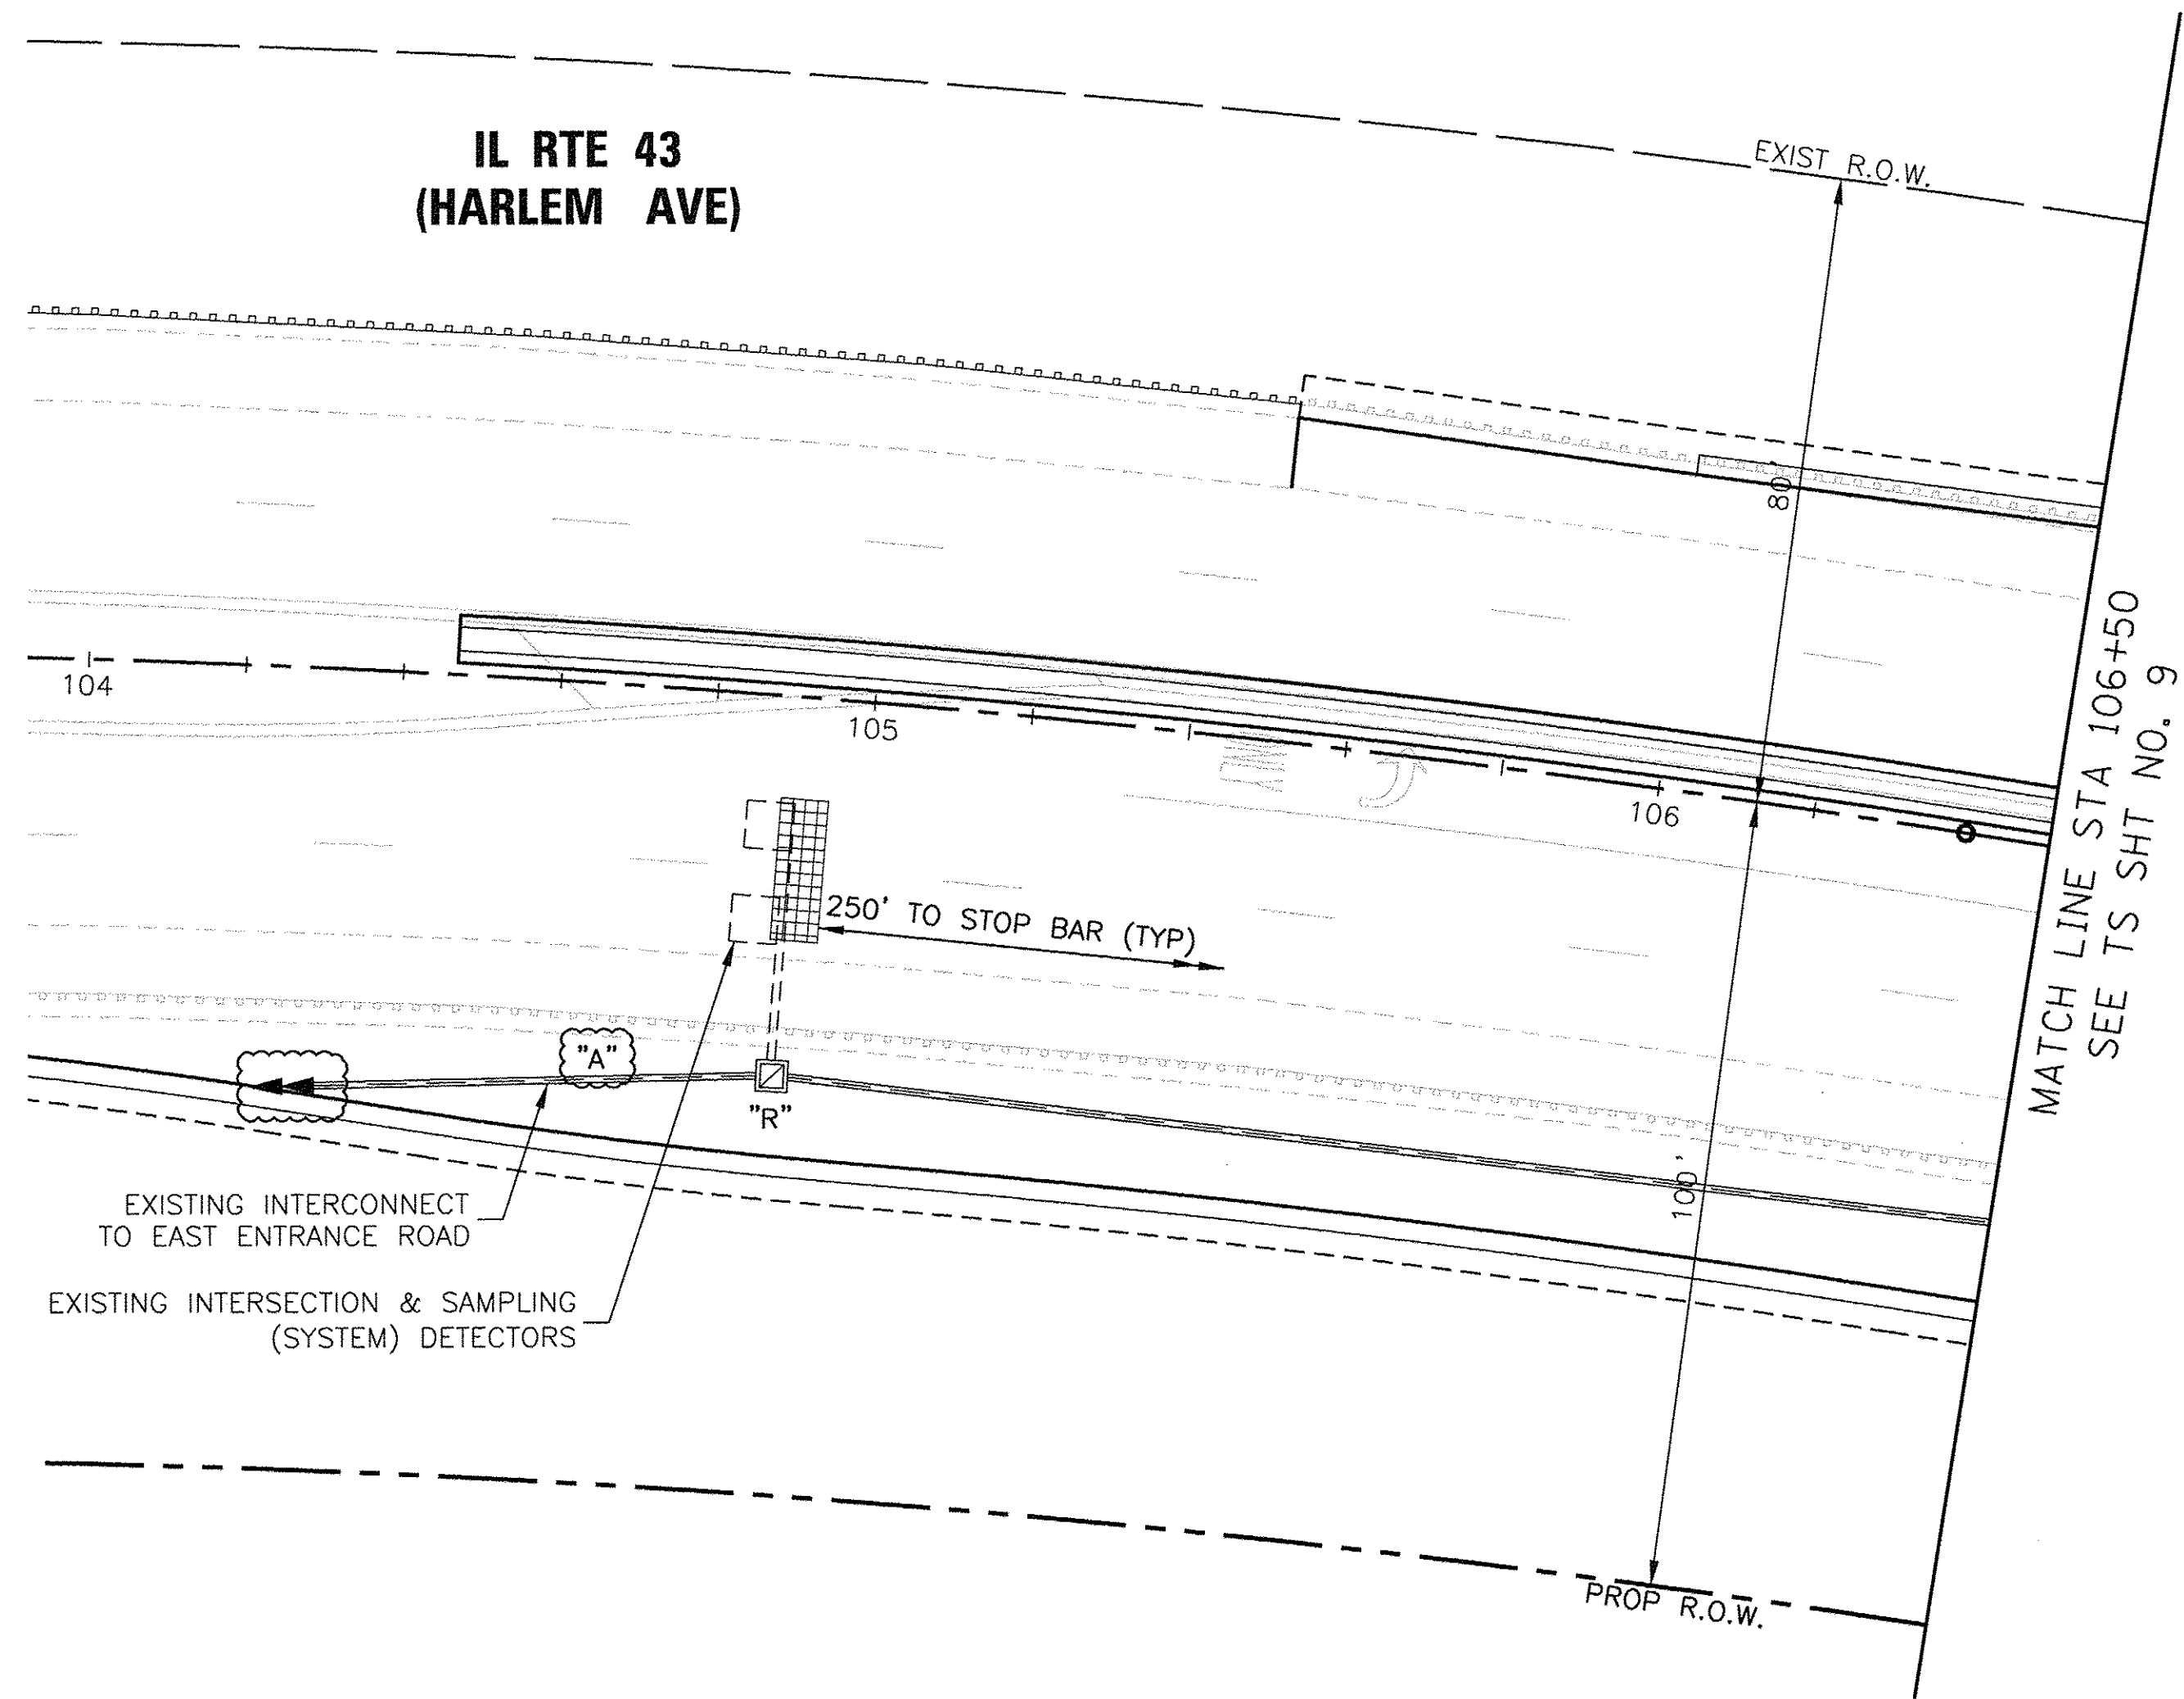 IL RTE 43
(HARLEM AVE)
EXIST R.O.W.
80'
104
105
106
ONLY
250' TO STOP BAR (TYP)
MATCH LINE STA 106+50
SEE TS SHT NO. 9
"A"
"R"
100'
EXISTING INTERCONNECT
TO EAST ENTRANCE ROAD
EXISTING INTERSECTION & SAMPLING
(SYSTEM) DETECTORS
PROP R.O.W.